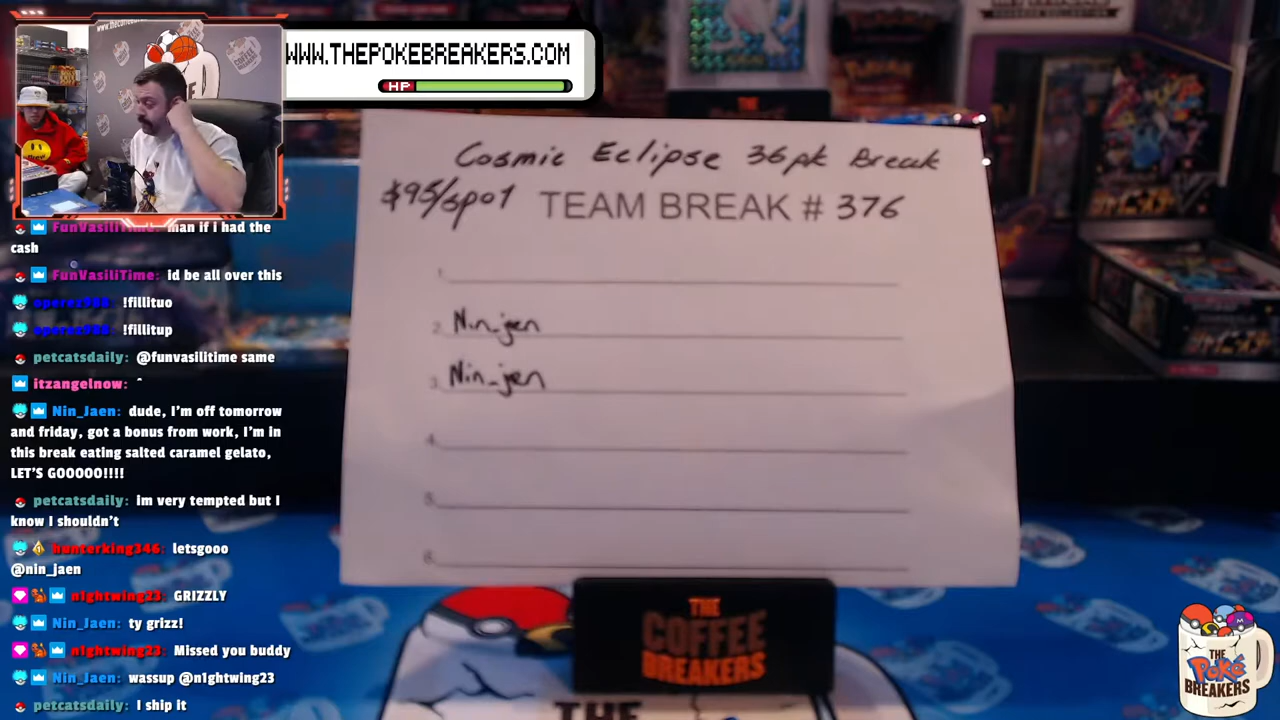 WWW.THEPOKEBREAKERS.COM
HP
Cosmic Eclipse 36pk Break
$95/spot TEAM BREAK # 376
1.
2. Nin_jaen
3. Nin_jen
4.
5.
6.
FunVasiliTime: man if I had the
cash
FunVasiliTime: id be all over this
!fillituo
!fillitup
petcatsdaily: @funvasilitime same
itzangelnow: ^
Nin_Jaen: dude, I'm off tomorrow
and friday, got a bonus from work, I'm in
this break eating salted caramel gelato,
LET'S GOOOOO!!!!
petcatsdaily: im very tempted but I
know I shouldn't
hunterking346: letsgooo
@nin_jaen
n1ghtwing23: GRIZZLY
Nin_Jaen: ty grizz!
n1ghtwing23: Missed you buddy
Nin_Jaen: wassup @n1ghtwing23
petcatsdaily: I ship it
THE
COFFEE
BREAKERS
THE
THE
Poké
BREAKERS